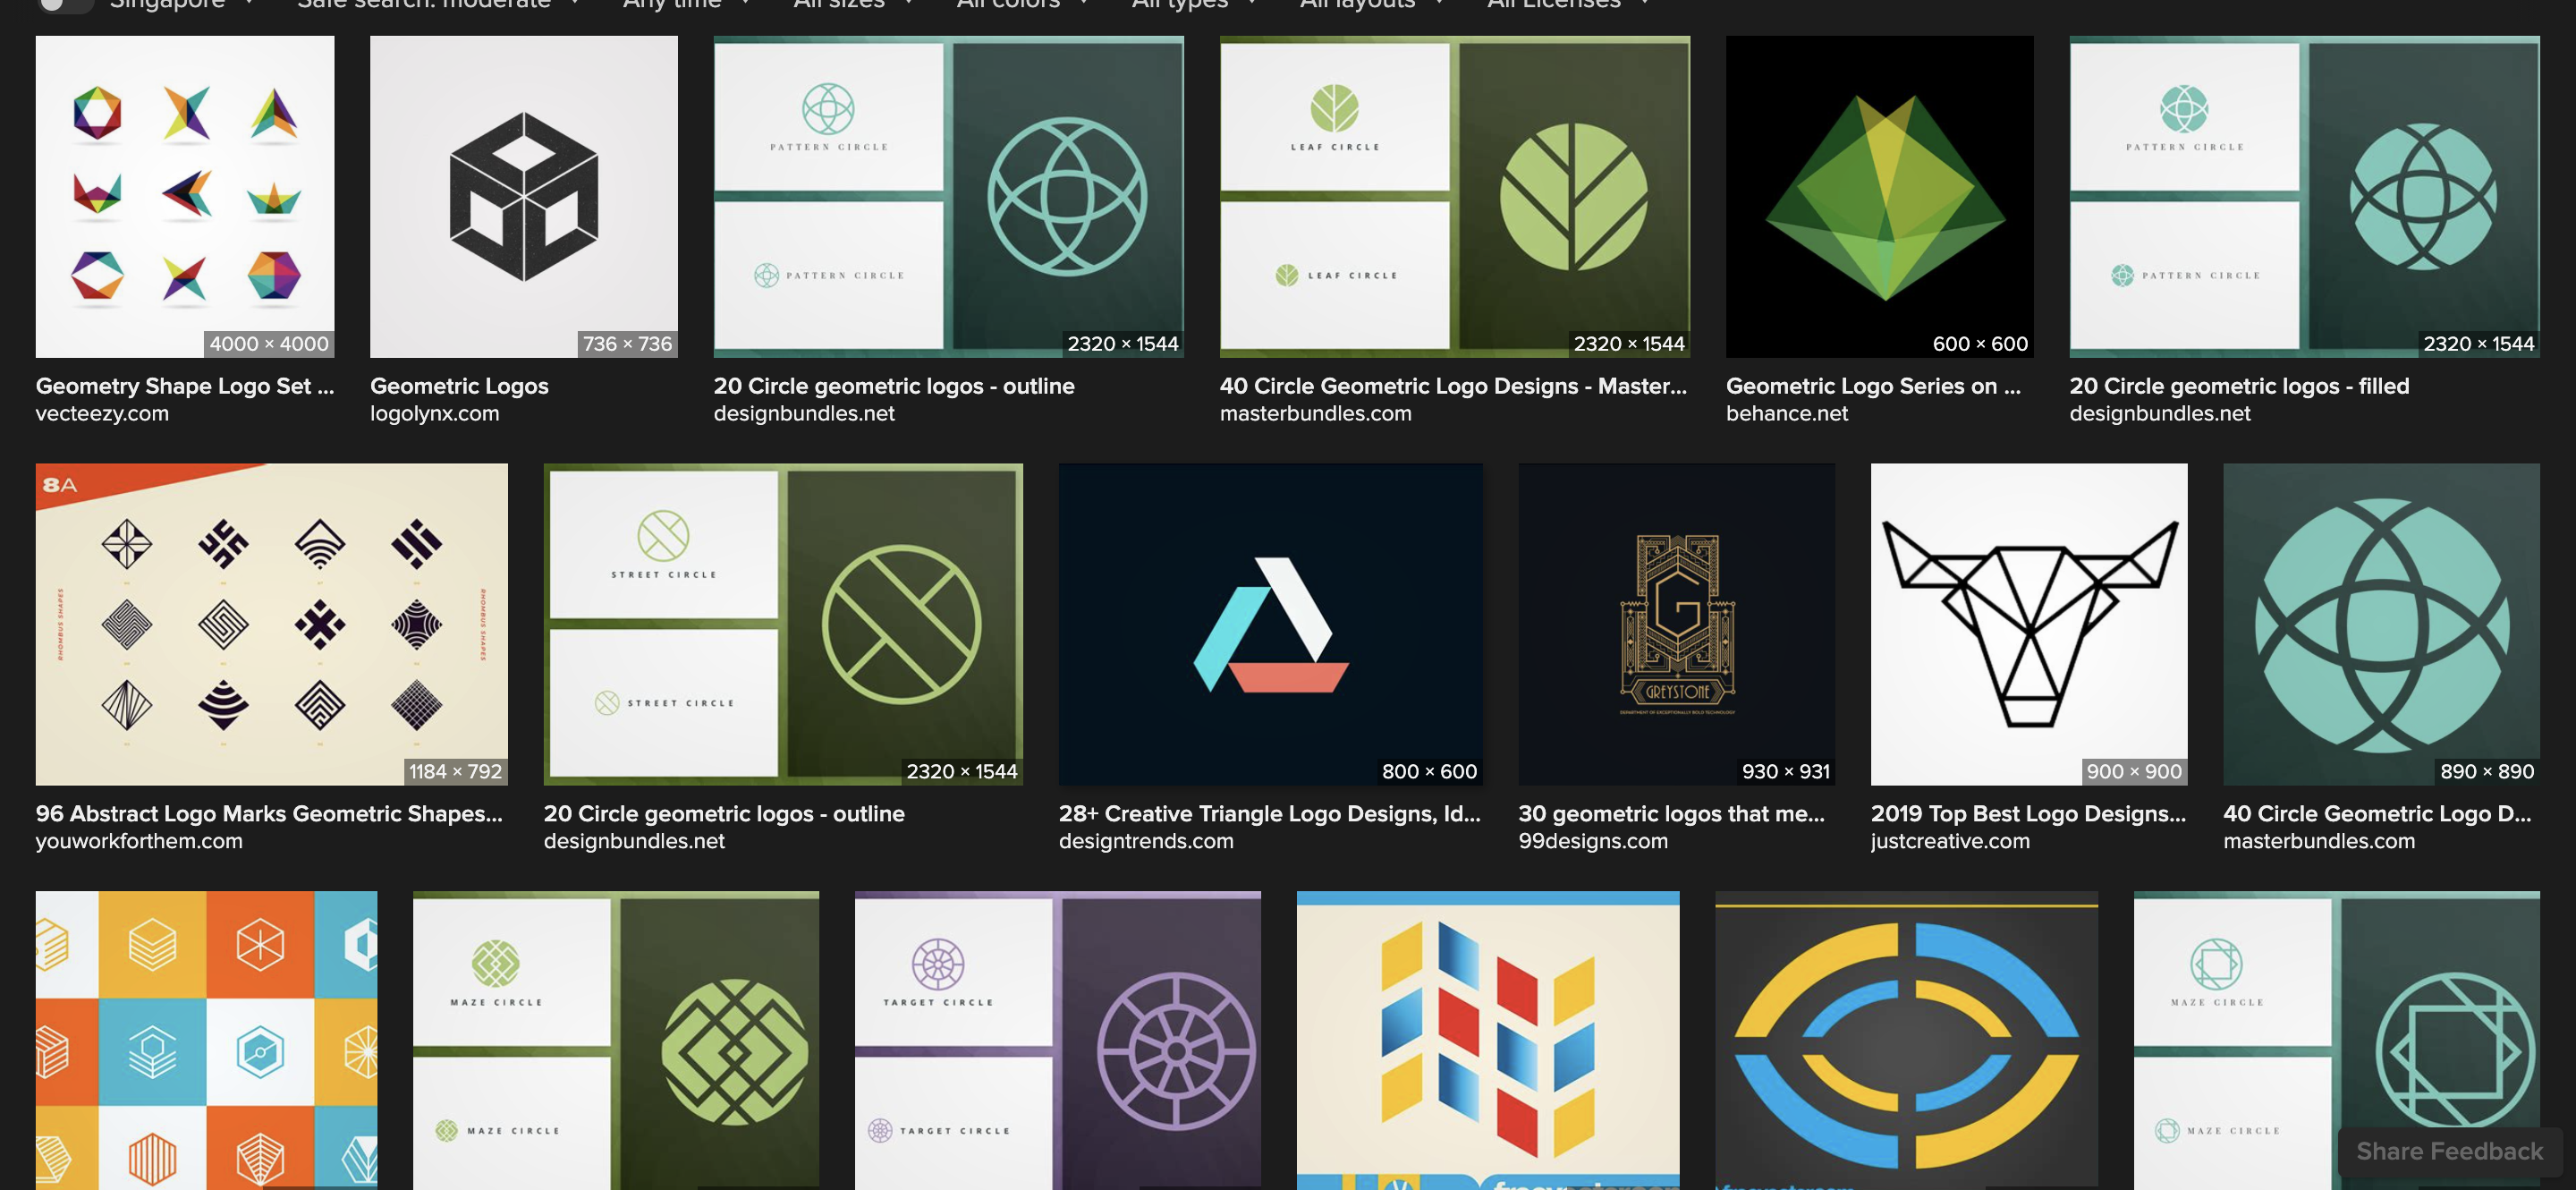 Singapore Safe search: moderate Any time All sizes All colors All types All layouts All Licenses
4000 × 4000
Geometry Shape Logo Set ...
vecteezy.com
736 × 736
Geometric Logos
logolynx.com
PATTERN CIRCLE
PATTERN CIRCLE
2320 × 1544
20 Circle geometric logos - outline
designbundles.net
LEAF CIRCLE
LEAF CIRCLE
2320 × 1544
40 Circle Geometric Logo Designs - Master...
masterbundles.com
600 × 600
Geometric Logo Series on ...
behance.net
PATTERN CIRCLE
PATTERN CIRCLE
2320 × 1544
20 Circle geometric logos - filled
designbundles.net
8A
RHOMBUS SHAPES
RHOMBUS SHAPES
1184 × 792
96 Abstract Logo Marks Geometric Shapes...
youworkforthem.com
STREET CIRCLE
STREET CIRCLE
2320 × 1544
20 Circle geometric logos - outline
designbundles.net
800 × 600
28+ Creative Triangle Logo Designs, Id...
designtrends.com
G
GREYSTONE
DEPARTMENT OF EXCEPTIONALLY BOLD TECHNOLOGY
930 × 931
30 geometric logos that me...
99designs.com
900 × 900
2019 Top Best Logo Designs...
justcreative.com
890 × 890
40 Circle Geometric Logo D...
masterbundles.com
MAZE CIRCLE
MAZE CIRCLE
TARGET CIRCLE
TARGET CIRCLE
MAZE CIRCLE
MAZE CIRCLE
Share Feedback